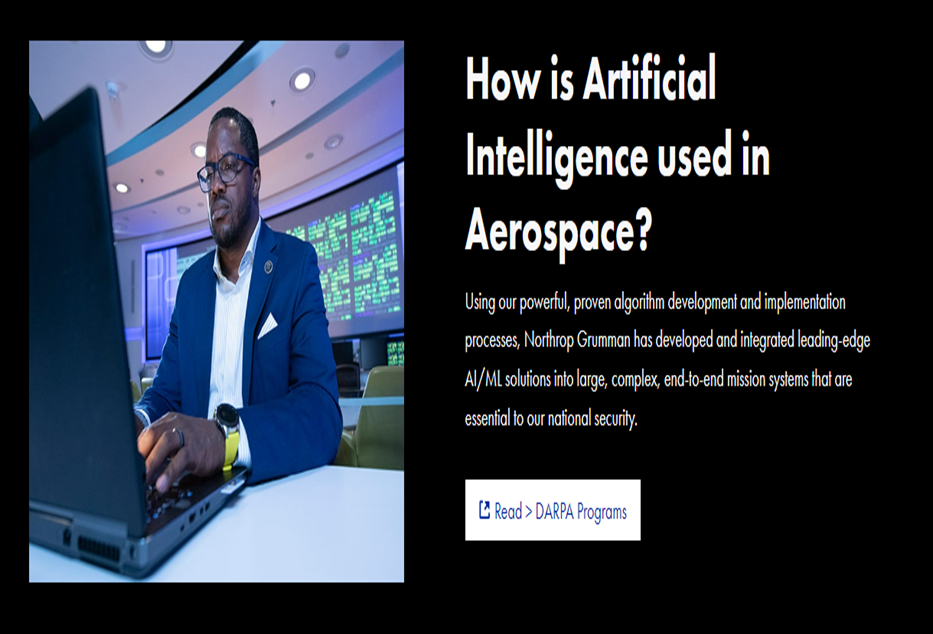 How is Artificial
Intelligence used in
Aerospace?
Using our powerful, proven algorithm development and implementation
processes, Northrop Grumman has developed and integrated leading-edge
AI/ML solutions into large, complex, end-to-end mission systems that are
essential to our national security.
Read > DARPA Programs